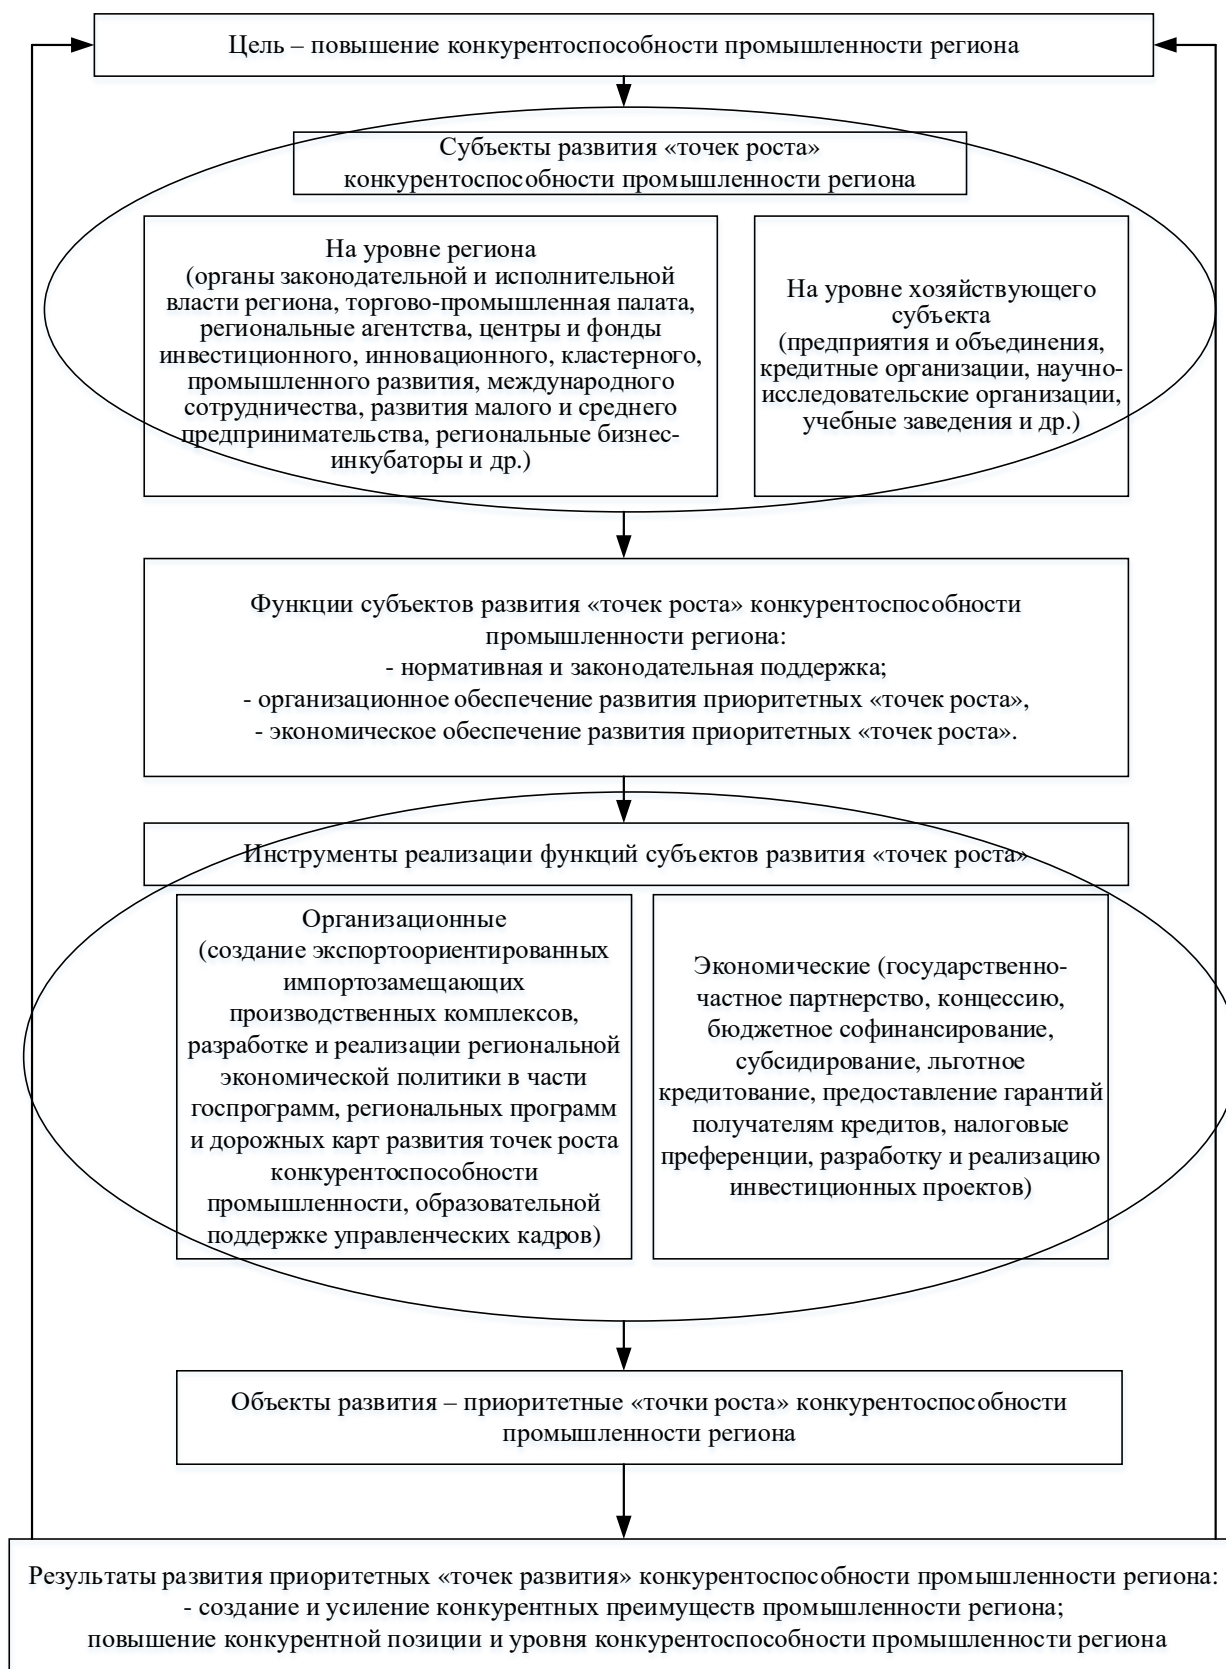 Цель – повышение конкурентоспособности промышленности региона
Субъекты развития «точек роста»
конкурентоспособности промышленности региона
На уровне региона
(органы законодательной и исполнительной
власти региона, торгово-промышленная палата,
региональные агентства, центры и фонды
инвестиционного, инновационного, кластерного,
промышленного развития, международного
сотрудничества, развития малого и среднего
предпринимательства, региональные бизнес-
инкубаторы и др.)
На уровне хозяйствующего
субъекта
(предприятия и объединения,
кредитные организации, научно-
исследовательские организации,
учебные заведения и др.)
Функции субъектов развития «точек роста» конкурентоспособности
промышленности региона:
- нормативная и законодательная поддержка;
- организационное обеспечение развития приоритетных «точек роста»,
- экономическое обеспечение развития приоритетных «точек роста».
Инструменты реализации функций субъектов развития «точек роста»
Организационные
(создание экспортоориентированных
импортозамещающих
производственных комплексов,
разработке и реализации региональной
экономической политики в части
госпрограмм, региональных программ
и дорожных карт развития точек роста
конкурентоспособности
промышленности, образовательной
поддержке управленческих кадров)
Экономические (государственно-
частное партнерство, концессию,
бюджетное софинансирование,
субсидирование, льготное
кредитование, предоставление гарантий
получателям кредитов, налоговые
преференции, разработку и реализацию
инвестиционных проектов)
Объекты развития – приоритетные «точки роста» конкурентоспособности
промышленности региона
Результаты развития приоритетных «точек развития» конкурентоспособности промышленности региона:
- создание и усиление конкурентных преимуществ промышленности региона;
повышение конкурентной позиции и уровня конкурентоспособности промышленности региона